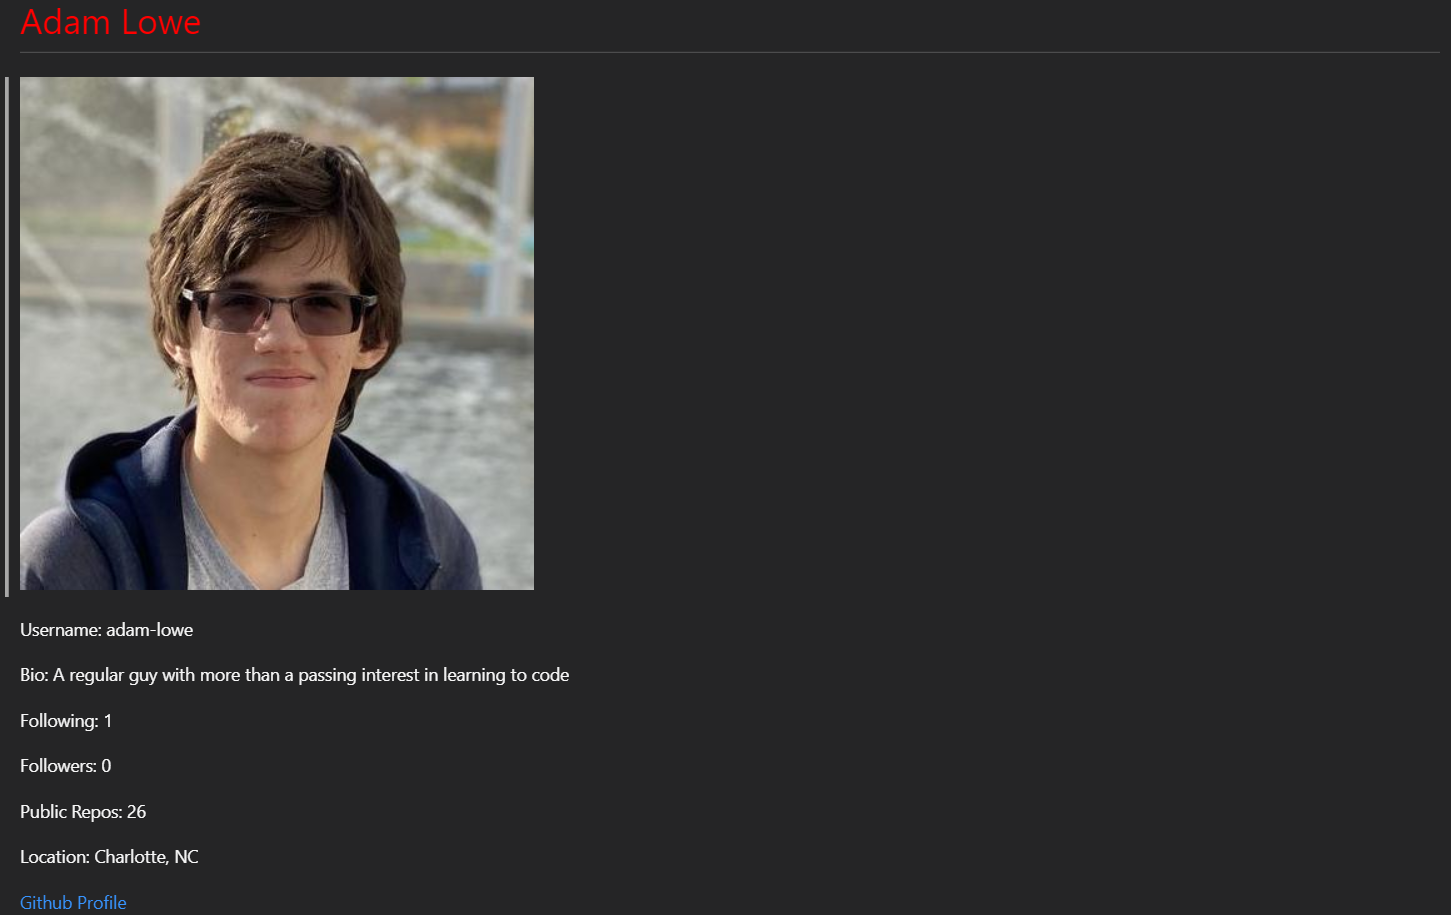 Adam Lowe
Username: adam-lowe
Bio: A regular guy with more than a passing interest in learning to code
Following: 1
Followers: 0
Public Repos: 26
Location: Charlotte, NC
Github Profile